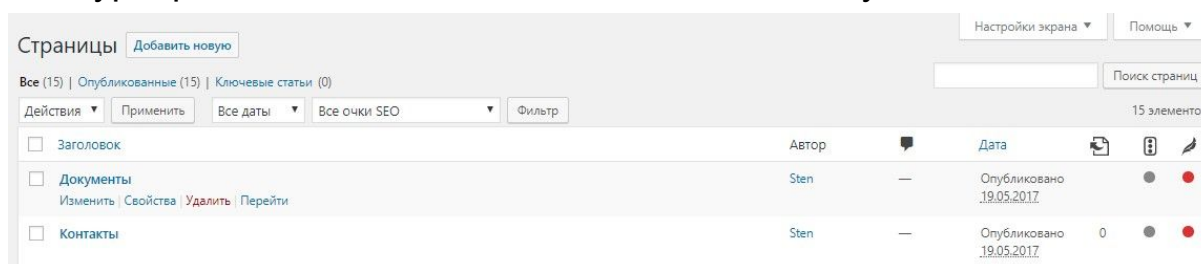 Настройки экрана ▼ Помощь ▼
Страницы Добавить новую
Все (15) | Опубликованные (15) | Ключевые статьи (0)
Поиск страниц
Действия ▼ Применить Все даты ▼ Все очки SEO ▼ Фильтр
15 элементо
Заголовок Автор Дата
Документы Sten — Опубликовано
Изменить | Свойства | Удалить | Перейти 19.05.2017
Контакты Sten — Опубликовано 0
19.05.2017